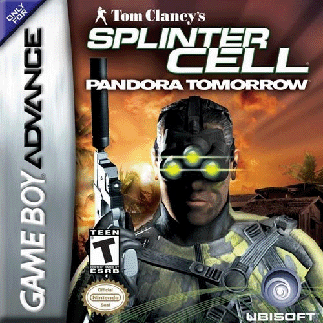 ONLY
FOR
GAME BOY ADVANCE
Tom Clancy's
SPLINTER
CELL
PANDORA TOMORROW
TEEN
T
ESRB
Official
Nintendo
Seal
UBISOFT